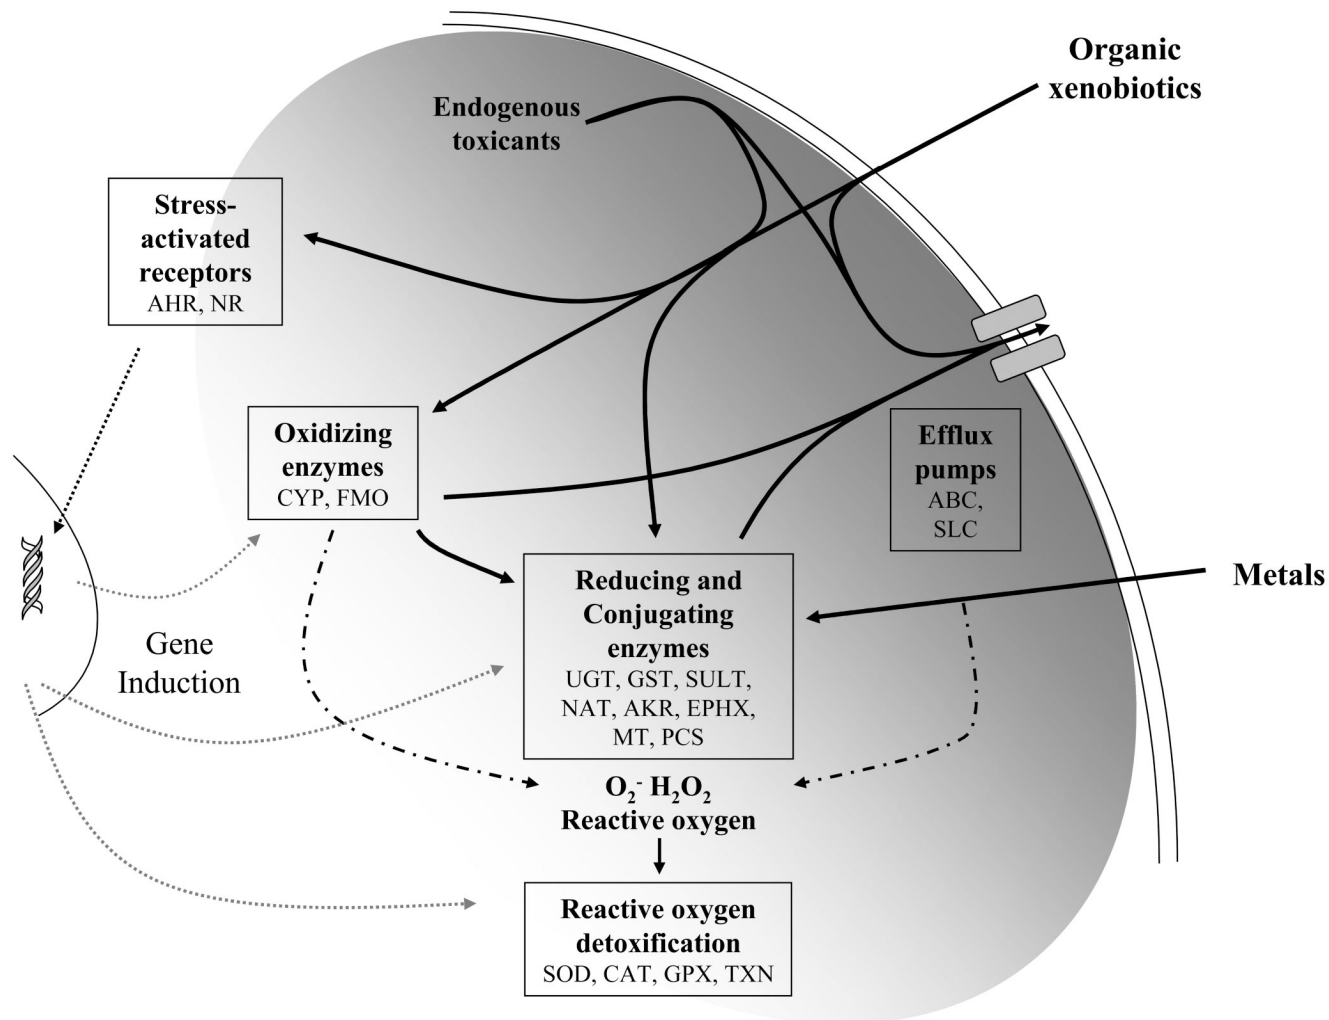 Organic
xenobiotics
Endogenous
toxicants
Stress-
activated
receptors
AHR, NR
Oxidizing
enzymes
CYP, FMO
Efflux
pumps
ABC,
SLC
Metals
Reducing and
Conjugating
enzymes
UGT, GST, SULT,
NAT, AKR, EPHX,
MT, PCS
Gene
Induction
O₂⁻ H₂O₂
Reactive oxygen
Reactive oxygen
detoxification
SOD, CAT, GPX, TXN